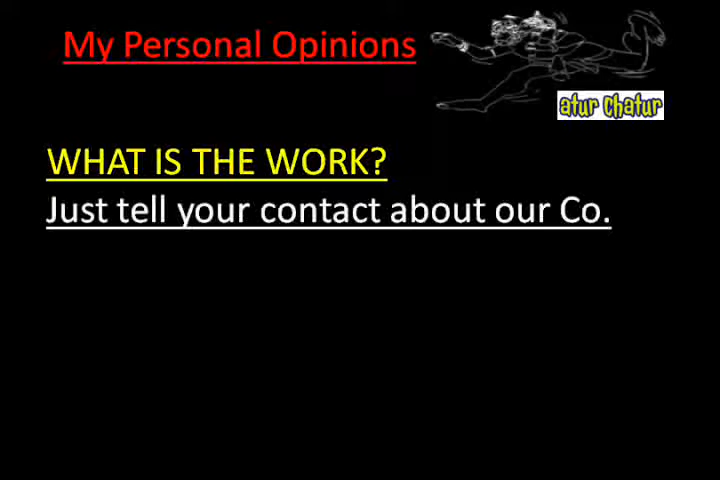 My Personal Opinions
atur chatur
WHAT IS THE WORK?
Just tell your contact about our Co.